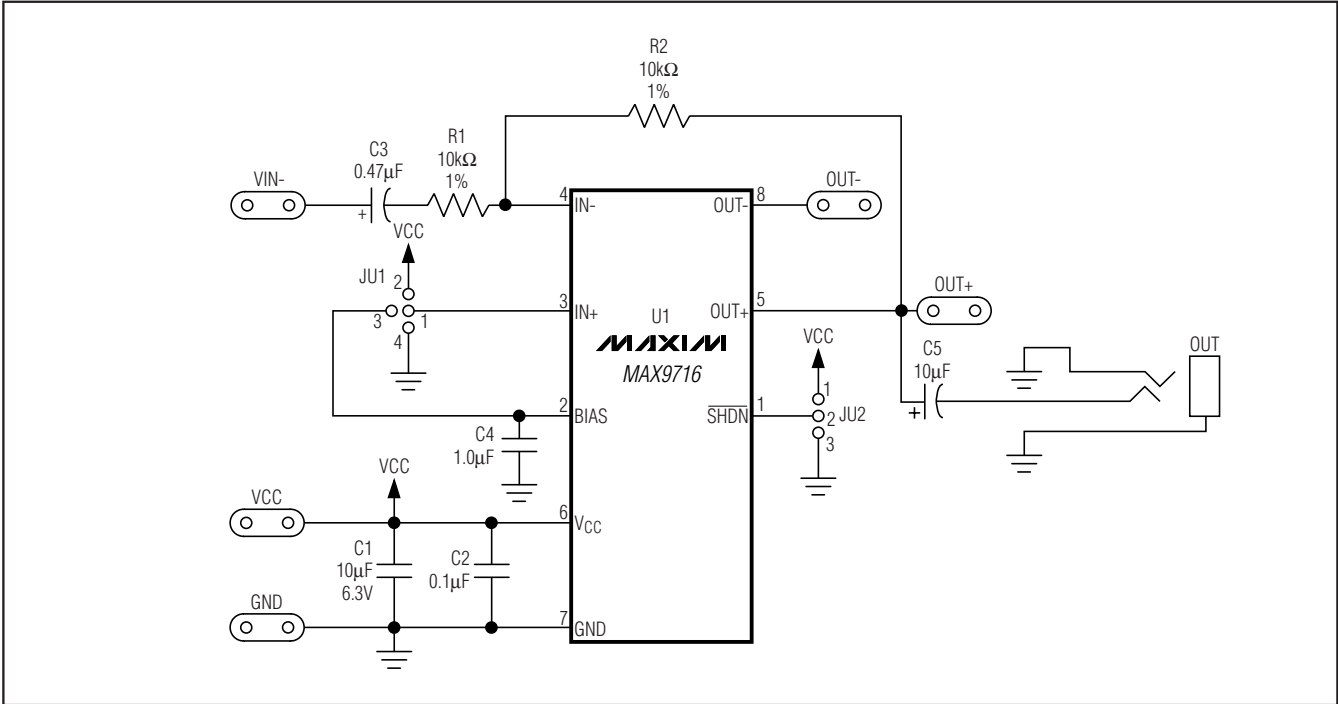 R2
10kΩ
1%
R1
10kΩ
1%
C3
0.47μF
+
VIN-
4
IN-
OUT-
8
OUT-
VCC
JU1
2
3
1
4
3
IN+
U1
MAXIM
MAX9716
OUT+
5
OUT+
VCC
1
2
3
JU2
SHDN
1
C5
10μF
+
OUT
2
BIAS
C4
1.0μF
VCC
VCC
6
VCC
C1
10μF
6.3V
C2
0.1μF
GND
7
GND